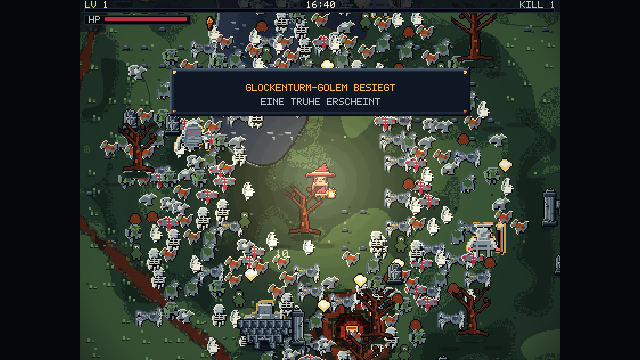 LV 1 16:40 KILL 1
HP
GLOCKENTURM-GOLEM BESIEGT
EINE TRUHE ERSCHEINT